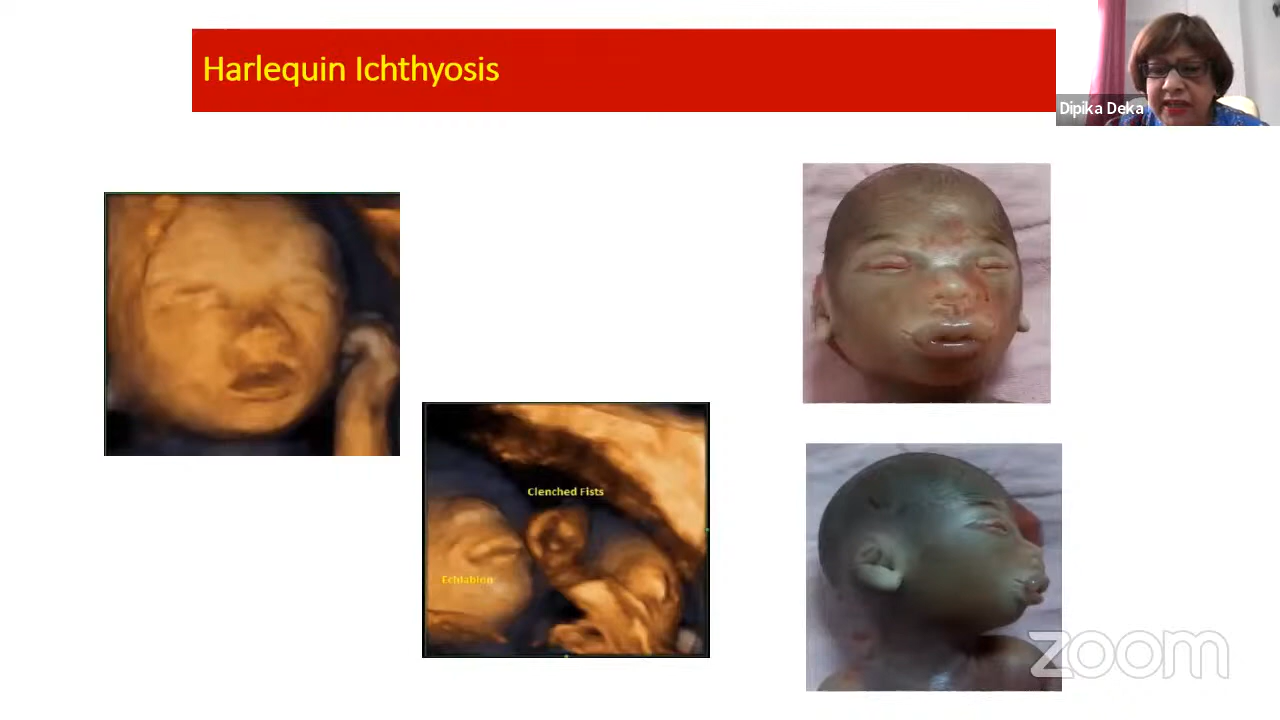 Harlequin Ichthyosis
Dipika Deka
Clenched Fists
Echlabion
zoom